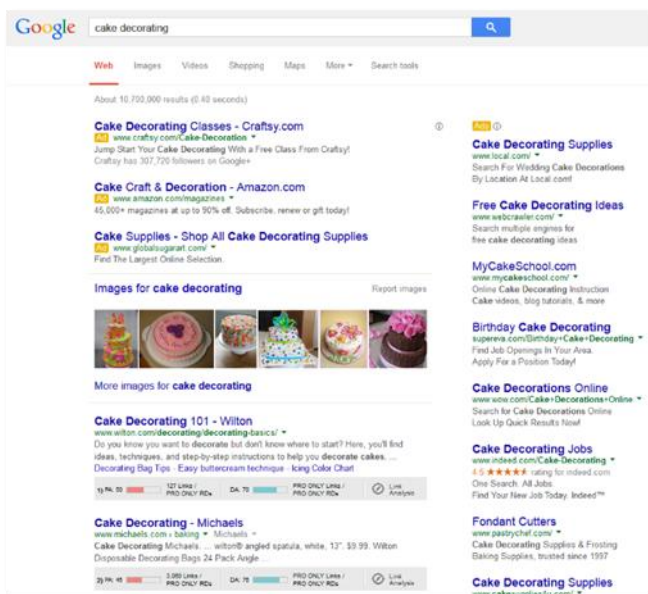 Google
cake decorating
Web Images Videos Shopping Maps More Search tools
About 10,700,000 results (0.40 seconds)
Cake Decorating Classes - Craftsy.com
Ad www.craftsy.com/Cake-Decoration
Jump Start Your Cake Decorating With a Free Class From Craftsy!
Craftsy has 307,720 followers on Google+
Cake Craft & Decoration - Amazon.com
Ad www.amazon.com/magazines
45,000+ magazines at up to 90% off. Subscribe, renew or gift today!
Cake Supplies - Shop All Cake Decorating Supplies
Ad www.globalsugarart.com/
Find The Largest Online Selection.
Images for cake decorating
Report images
More images for cake decorating
Cake Decorating 101 - Wilton
www.wilton.com/decorating/decorating-basics/
Do you know you want to decorate but don't know where to start? Here, you'll find
ideas, techniques, and step-by-step instructions to help you decorate cakes. ...
Decorating Bag Tips - Easy buttercream technique - Icing Color Chart
1) PA: 50 127 Links / PRO ONLY RDs DA: 70 PRO ONLY Links / PRO ONLY RDs Link Analysis
Cake Decorating - Michaels
www.michaels.com › baking Michaels
Cake Decorating Michaels. ... wilton® angled spatula, white, 13". $9.99. Wilton
Disposable Decorating Bags 24 Pack Angle ...
2) PA: 45 Links / PRO ONLY RDs DA: PRO ONLY Links / PRO ONLY RDs Link Analysis
Ads
Cake Decorating Supplies
www.local.com/
Search For Wedding Cake Decorations
By Location At Local.com!
Free Cake Decorating Ideas
www.webcrawler.com/
Search multiple engines for
free cake decorating ideas
MyCakeSchool.com
www.mycakeschool.com/
Online Cake Decorating Instruction
Cake videos, blog tutorials, & more
Birthday Cake Decorating
supereva.com/Birthday+Cake+Decorating
Find Job Openings In Your Area.
Apply For a Position Today!
Cake Decorations Online
www.wow.com/Cake+Decorations+Online
Search for Cake Decorations Online
Look Up Quick Results Now!
Cake Decorating Jobs
www.indeed.com/Cake-Decorating
4.5 ★★★★★ rating for indeed.com
One Search. All Jobs.
Find Your New Job Today. Indeed™
Fondant Cutters
www.pastrychef.com/
Cake Decorating Supplies & Frosting
Baking Supplies, trusted since 1997
Cake Decorating Supplies